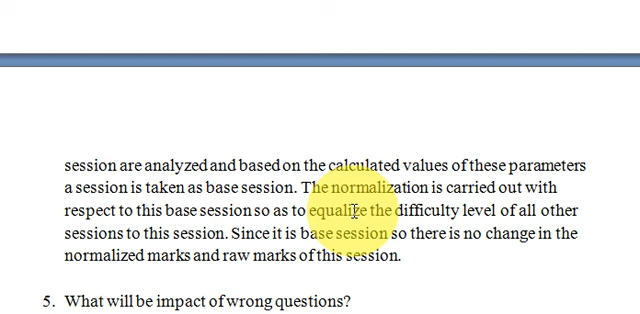 session are analyzed and based on the calculated values of these parameters
a session is taken as base session. The normalization is carried out with
respect to this base session so as to equalize the difficulty level of all other
sessions to this session. Since it is base session so there is no change in the
normalized marks and raw marks of this session.
5. What will be impact of wrong questions?